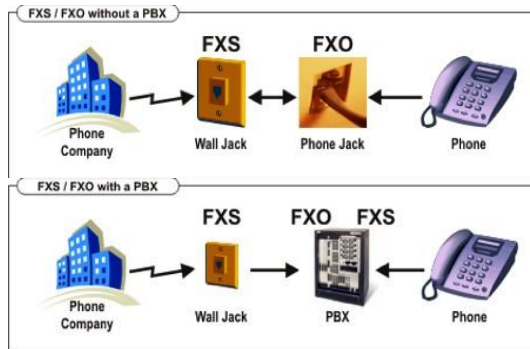 FXS / FXO without a PBX
FXS FXO
Phone Company
Wall Jack Phone Jack Phone
FXS / FXO with a PBX
FXS FXO FXS
Phone Company
Wall Jack PBX Phone